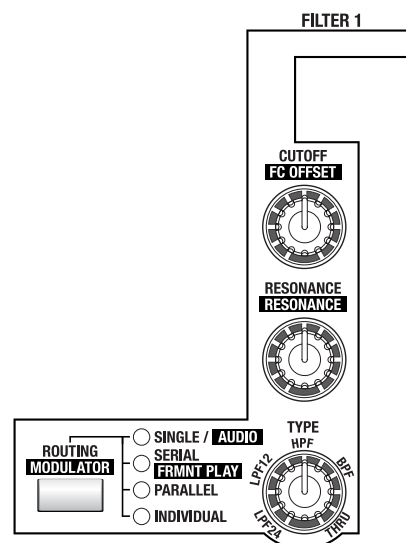 FILTER 1
CUTOFF
FC OFFSET
RESONANCE
RESONANCE
ROUTING
MODULATOR
SINGLE / AUDIO
SERIAL
FRMNT PLAY
PARALLEL
INDIVIDUAL
TYPE
LPF24
LPF12
HPF
BPF
THRU